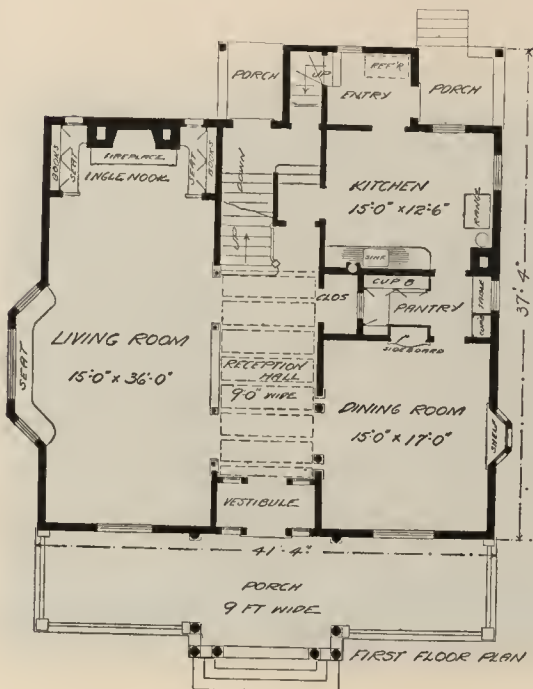 PORCH
UP
REF'R
ENTRY
PORCH
BOOKS
SEAT
FIREPLACE
SEAT
BOOKS
INGLE NOOK
DOWN
KITCHEN
15'-0" x 12'-6"
RANGE
UP
SINK
CLOS
CUP B
PANTRY
TABLE
CUPB
37'-4"
SEAT
LIVING ROOM
15'-0" x 36'-0"
RECEPTION
HALL
9'-0" WIDE
SIDEBOARD
DINING ROOM
15'-0" x 17'-0"
SHELF
VESTIBULE
41'-4"
PORCH
9 FT WIDE
FIRST FLOOR PLAN